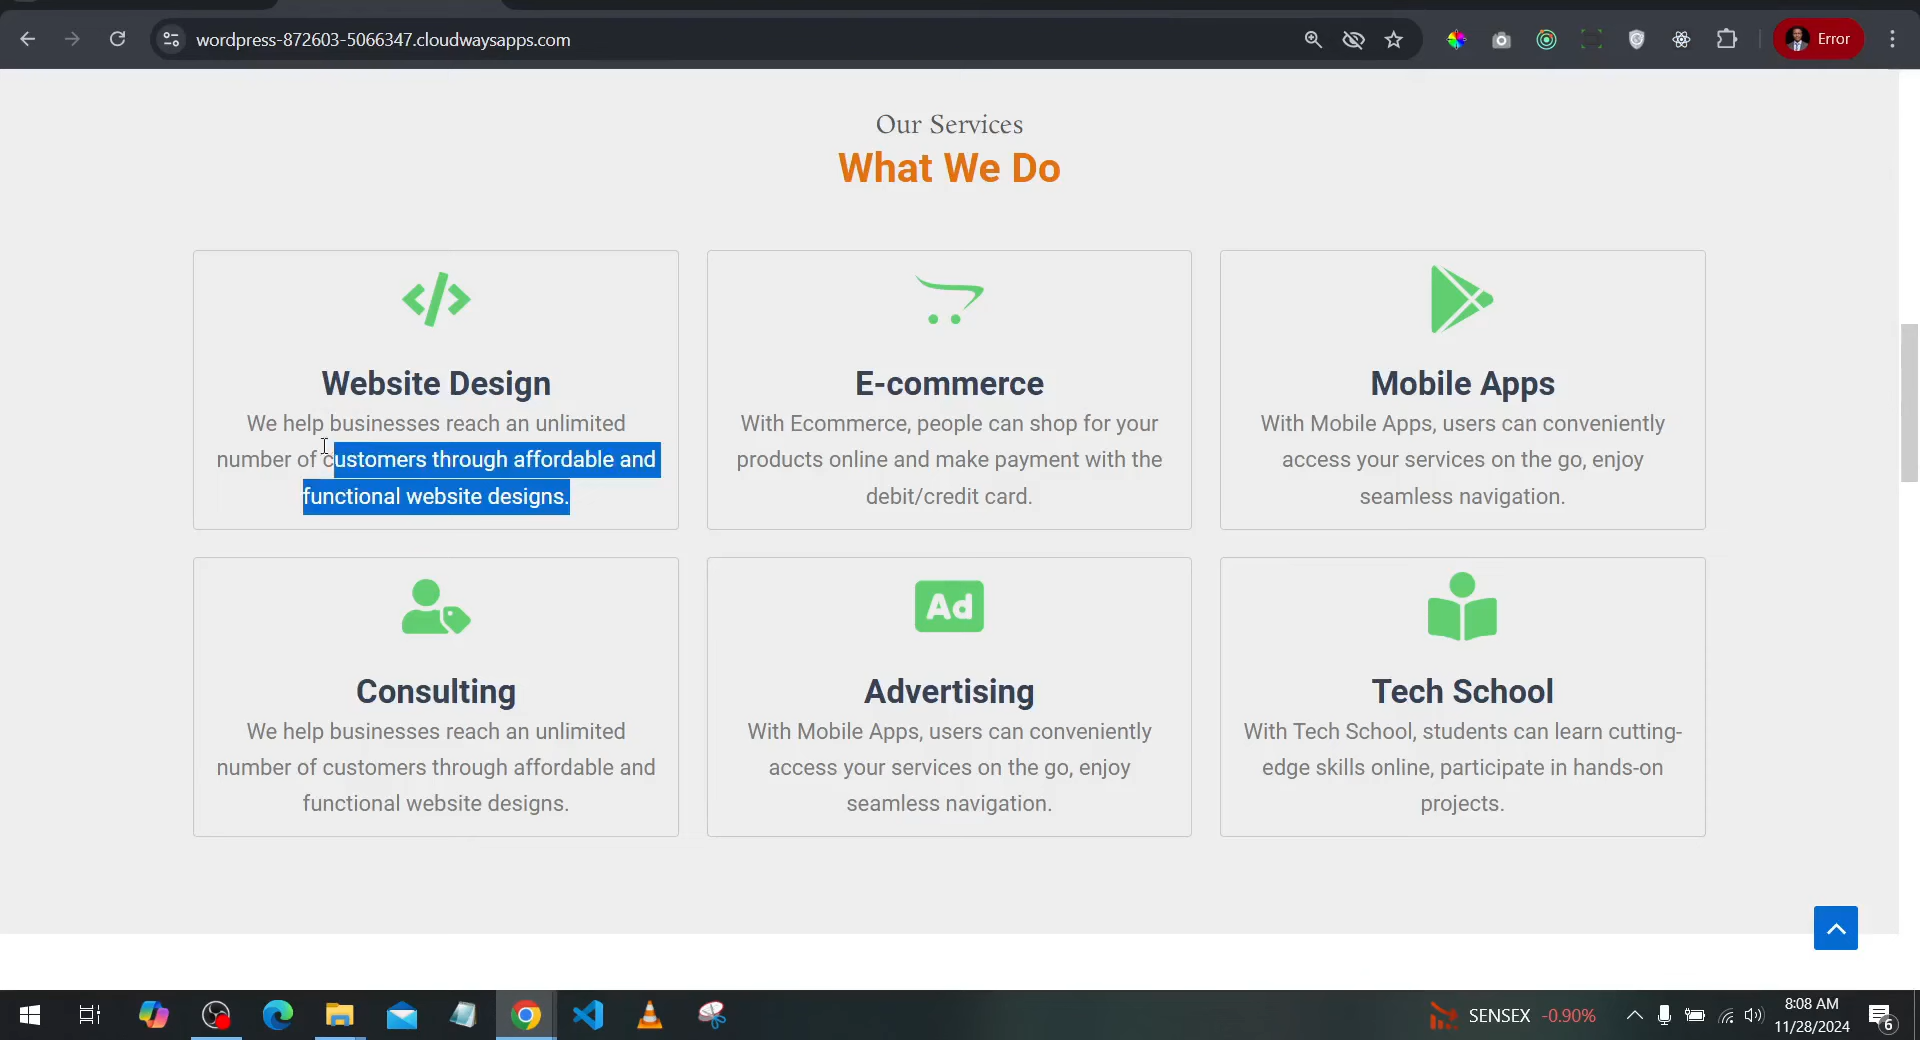 wordpress-872603-5066347.cloudwaysapps.com
Error
Our Services
What We Do
Website Design
We help businesses reach an unlimited
number of customers through affordable and
functional website designs.
E-commerce
With Ecommerce, people can shop for your
products online and make payment with the
debit/credit card.
Mobile Apps
With Mobile Apps, users can conveniently
access your services on the go, enjoy
seamless navigation.
Consulting
We help businesses reach an unlimited
number of customers through affordable and
functional website designs.
Ad
Advertising
With Mobile Apps, users can conveniently
access your services on the go, enjoy
seamless navigation.
Tech School
With Tech School, students can learn cutting-
edge skills online, participate in hands-on
projects.
SENSEX -0.90%
8:08 AM
11/28/2024
6